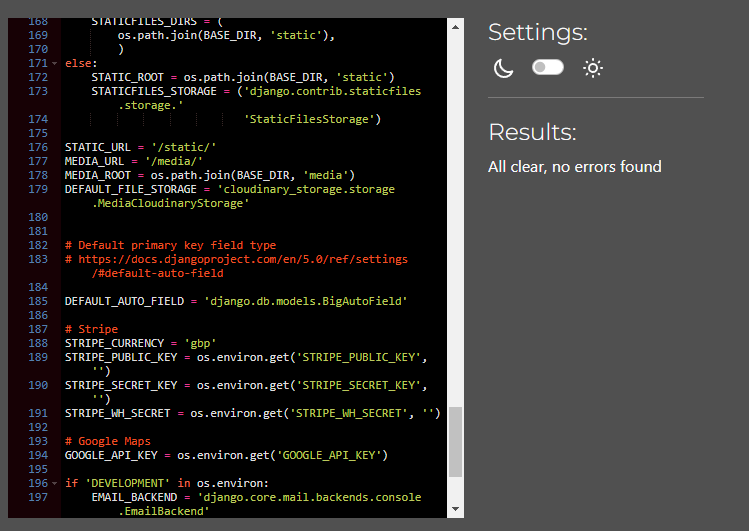 168 STATICFILES_DIRS = (
169 os.path.join(BASE_DIR, 'static'),
170 )
171 else:
172 STATIC_ROOT = os.path.join(BASE_DIR, 'static')
173 STATICFILES_STORAGE = ('django.contrib.staticfiles
.storage.'
174 'StaticFilesStorage')
175
176 STATIC_URL = '/static/'
177 MEDIA_URL = '/media/'
178 MEDIA_ROOT = os.path.join(BASE_DIR, 'media')
179 DEFAULT_FILE_STORAGE = 'cloudinary_storage.storage
.MediaCloudinaryStorage'
180
181
182 # Default primary key field type
183 # https://docs.djangoproject.com/en/5.0/ref/settings
/#default-auto-field
184
185 DEFAULT_AUTO_FIELD = 'django.db.models.BigAutoField'
186
187 # Stripe
188 STRIPE_CURRENCY = 'gbp'
189 STRIPE_PUBLIC_KEY = os.environ.get('STRIPE_PUBLIC_KEY',
'')
190 STRIPE_SECRET_KEY = os.environ.get('STRIPE_SECRET_KEY',
'')
191 STRIPE_WH_SECRET = os.environ.get('STRIPE_WH_SECRET', '')
192
193 # Google Maps
194 GOOGLE_API_KEY = os.environ.get('GOOGLE_API_KEY')
195
196 if 'DEVELOPMENT' in os.environ:
197 EMAIL_BACKEND = 'django.core.mail.backends.console
.EmailBackend'
Settings:
Results:
All clear, no errors found